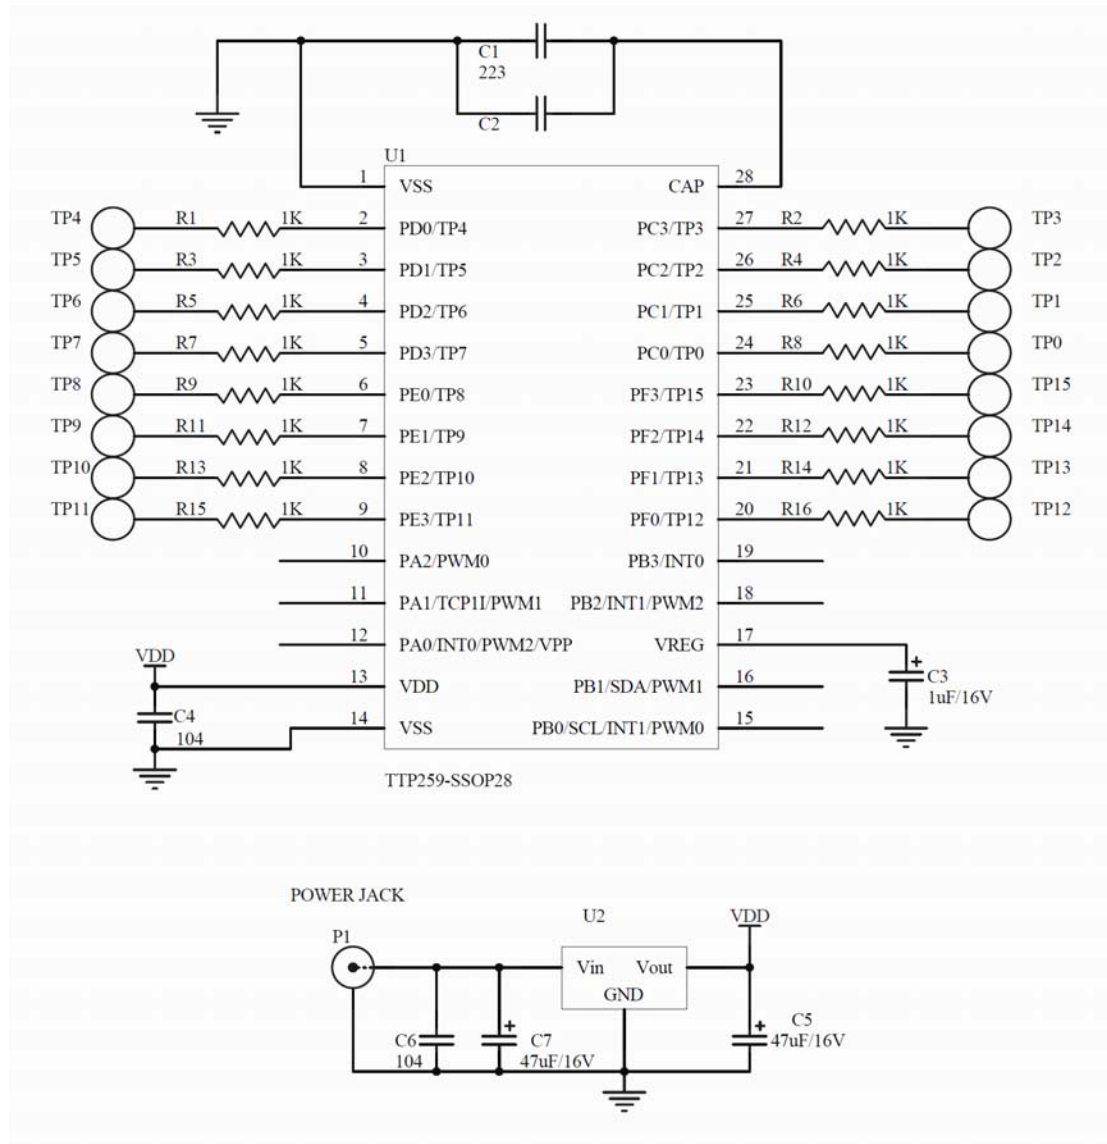 C1
223
C2
U1
1 VSS CAP 28
TP4 R1 1K 2 PD0/TP4 PC3/TP3 27 R2 1K TP3
TP5 R3 1K 3 PD1/TP5 PC2/TP2 26 R4 1K TP2
TP6 R5 1K 4 PD2/TP6 PC1/TP1 25 R6 1K TP1
TP7 R7 1K 5 PD3/TP7 PC0/TP0 24 R8 1K TP0
TP8 R9 1K 6 PE0/TP8 PF3/TP15 23 R10 1K TP15
TP9 R11 1K 7 PE1/TP9 PF2/TP14 22 R12 1K TP14
TP10 R13 1K 8 PE2/TP10 PF1/TP13 21 R14 1K TP13
TP11 R15 1K 9 PE3/TP11 PF0/TP12 20 R16 1K TP12
10 PA2/PWM0 PB3/INT0 19
11 PA1/TCP1I/PWM1 PB2/INT1/PWM2 18
12 PA0/INT0/PWM2/VPP VREG 17
VDD
13 VDD PB1/SDA/PWM1 16
+ C3
1uF/16V
C4
104
14 VSS PB0/SCL/INT1/PWM0 15
TTP259-SSOP28
POWER JACK
P1
U2
VDD
Vin Vout
GND
C6
104
+ C7
47uF/16V
+ C5
47uF/16V